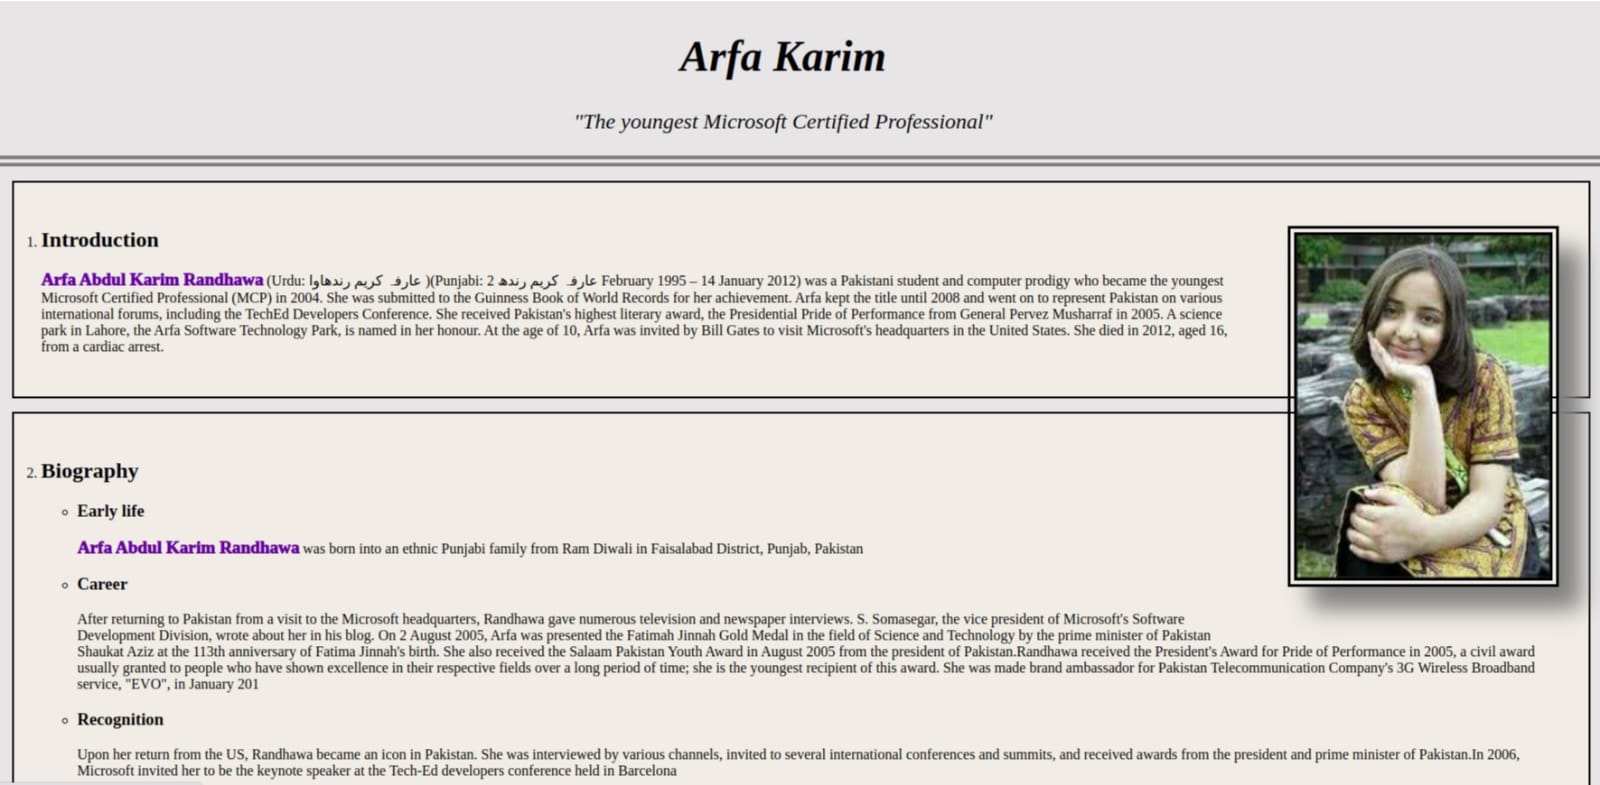 Arfa Karim
"The youngest Microsoft Certified Professional"
1. Introduction
Arfa Abdul Karim Randhawa (Urdu: عارفہ کریم رندھاوا )(Punjabi: 2 عارفہ کریم رندھ February 1995 – 14 January 2012) was a Pakistani student and computer prodigy who became the youngest
Microsoft Certified Professional (MCP) in 2004. She was submitted to the Guinness Book of World Records for her achievement. Arfa kept the title until 2008 and went on to represent Pakistan on various
international forums, including the TechEd Developers Conference. She received Pakistan's highest literary award, the Presidential Pride of Performance from General Pervez Musharraf in 2005. A science
park in Lahore, the Arfa Software Technology Park, is named in her honour. At the age of 10, Arfa was invited by Bill Gates to visit Microsoft's headquarters in the United States. She died in 2012, aged 16,
from a cardiac arrest.
2. Biography
Early life
Arfa Abdul Karim Randhawa was born into an ethnic Punjabi family from Ram Diwali in Faisalabad District, Punjab, Pakistan
Career
After returning to Pakistan from a visit to the Microsoft headquarters, Randhawa gave numerous television and newspaper interviews. S. Somasegar, the vice president of Microsoft's Software
Development Division, wrote about her in his blog. On 2 August 2005, Arfa was presented the Fatimah Jinnah Gold Medal in the field of Science and Technology by the prime minister of Pakistan
Shaukat Aziz at the 113th anniversary of Fatima Jinnah's birth. She also received the Salaam Pakistan Youth Award in August 2005 from the president of Pakistan.Randhawa received the President's Award for Pride of Performance in 2005, a civil award
usually granted to people who have shown excellence in their respective fields over a long period of time; she is the youngest recipient of this award. She was made brand ambassador for Pakistan Telecommunication Company's 3G Wireless Broadband
service, "EVO", in January 201
Recognition
Upon her return from the US, Randhawa became an icon in Pakistan. She was interviewed by various channels, invited to several international conferences and summits, and received awards from the president and prime minister of Pakistan.In 2006,
Microsoft invited her to be the keynote speaker at the Tech-Ed developers conference held in Barcelona